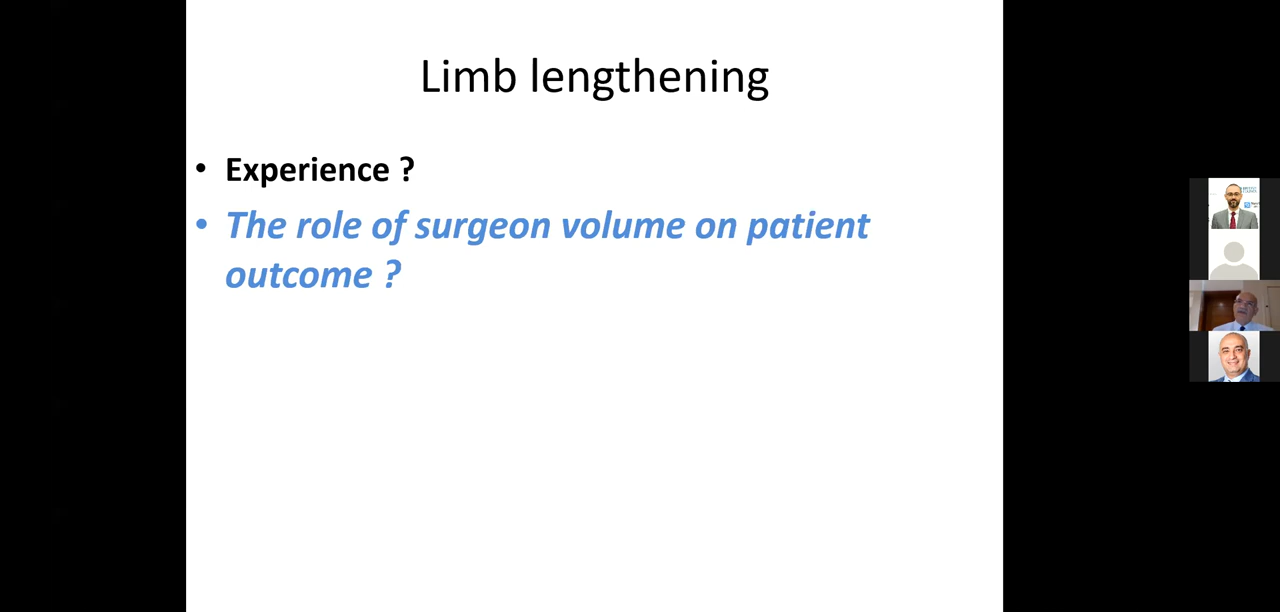 Limb lengthening
• Experience ?
• The role of surgeon volume on patient
outcome ?